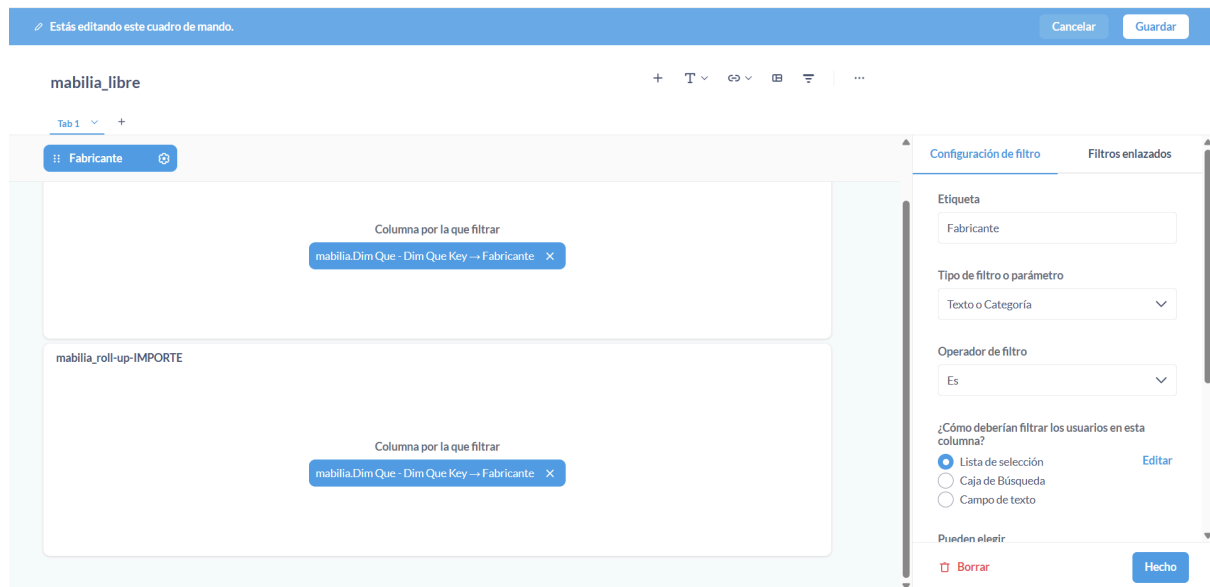 Estás editando este cuadro de mando.
Cancelar
Guardar
mabilia_libre
Tab 1
Fabricante
Configuración de filtro
Filtros enlazados
Columna por la que filtrar
mabilia.Dim Que - Dim Que Key → Fabricante
mabilia_roll-up-IMPORTE
Columna por la que filtrar
mabilia.Dim Que - Dim Que Key → Fabricante
Etiqueta
Fabricante
Tipo de filtro o parámetro
Texto o Categoría
Operador de filtro
Es
¿Cómo deberían filtrar los usuarios en esta
columna?
Lista de selección
Editar
Caja de Búsqueda
Campo de texto
Pueden elegir
Borrar
Hecho